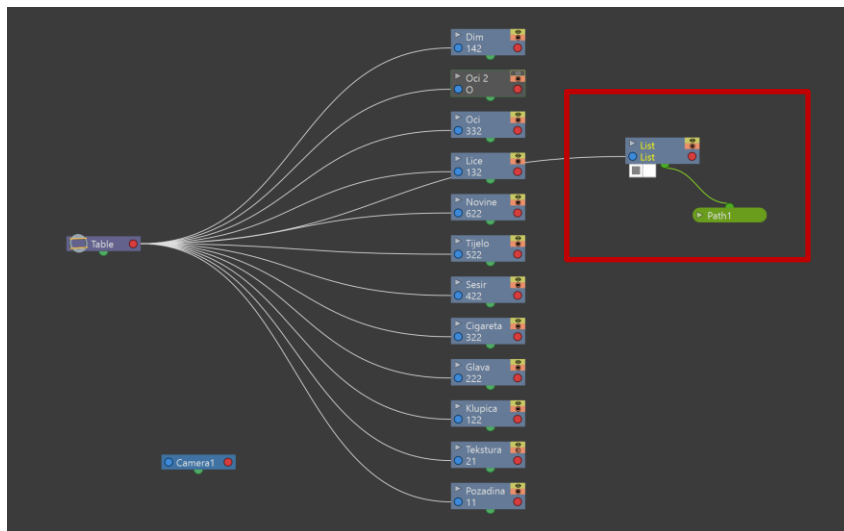 Dim
142
Oci 2
O
Oci
332
Lice
132
Novine
622
Tijelo
522
Sesir
422
Cigareta
322
Glava
222
Klupica
122
Tekstura
21
Pozadina
11
Table
Camera1
List
List
Path1